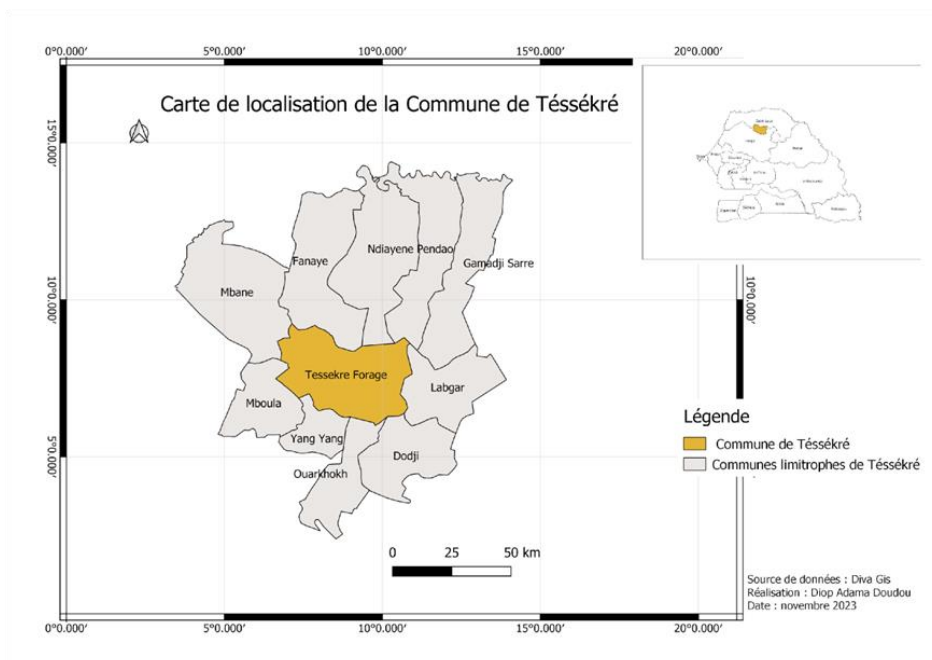 0°0.000' 5°0.000' 10°0.000' 15°0.000' 20°0.000'
Carte de localisation de la Commune de Téssékré
15°0.000'
Fanaye
Ndiayene Pendao
Gamadji Sarre
Mbane
10°0.000'
10°0.000'
Tessekre Forage
Labgar
Mboula
Yang Yang
Dodji
Ouarkhokh
5°0.000'
Légende
Commune de Téssékré
Communes limitrophes de Téssékré
0 25 50 km
Source de données : Diva Gis
Réalisation : Diop Adama Doudou
Date : novembre 2023
0°0.000'
0°0.000' 5°0.000' 10°0.000' 15°0.000' 20°0.000'